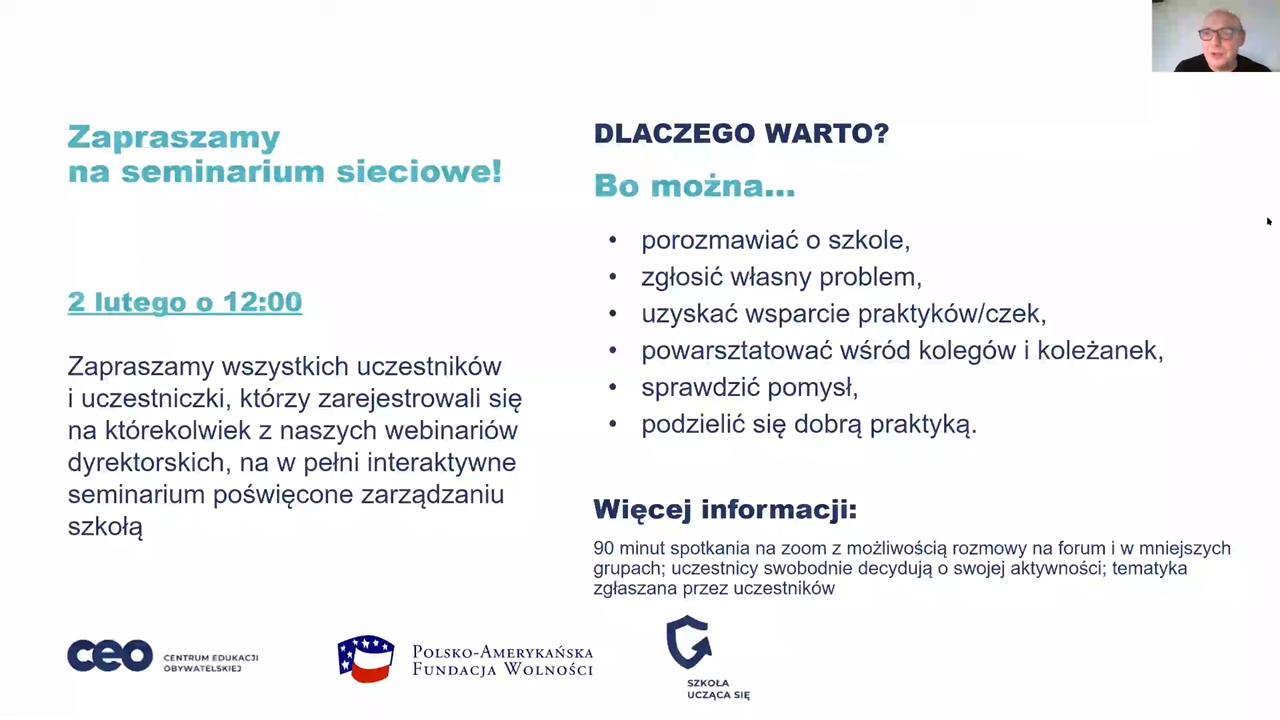 Zapraszamy
na seminarium sieciowe!
2 lutego o 12:00
Zapraszamy wszystkich uczestników
i uczestniczki, którzy zarejestrowali się
na którekolwiek z naszych webinariów
dyrektorskich, na w pełni interaktywne
seminarium poświęcone zarządzaniu
szkołą
DLACZEGO WARTO?
Bo można...
• porozmawiać o szkole,
• zgłosić własny problem,
• uzyskać wsparcie praktyków/czek,
• powarsztatować wśród kolegów i koleżanek,
• sprawdzić pomysł,
• podzielić się dobrą praktyką.
Więcej informacji:
90 minut spotkania na zoom z możliwością rozmowy na forum i w mniejszych
grupach; uczestnicy swobodnie decydują o swojej aktywności; tematyka
zgłaszana przez uczestników
ceo CENTRUM EDUKACJI
OBYWATELSKIEJ
POLSKO-AMERYKAŃSKA
FUNDACJA WOLNOŚCI
SZKOŁA
UCZĄCA SIĘ